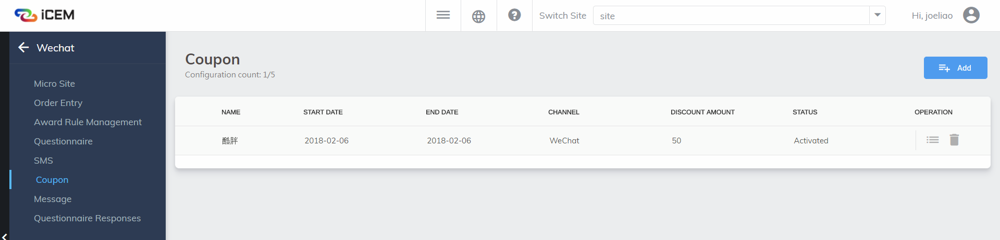 iCEM
Switch Site
site
Hi, joeliao
Wechat
Micro Site
Order Entry
Award Rule Management
Questionnaire
SMS
Coupon
Message
Questionnaire Responses
Coupon
Configuration count: 1/5
Add
NAME START DATE END DATE CHANNEL DISCOUNT AMOUNT STATUS OPERATION
酷胖 2018-02-06 2018-02-06 WeChat 50 Activated